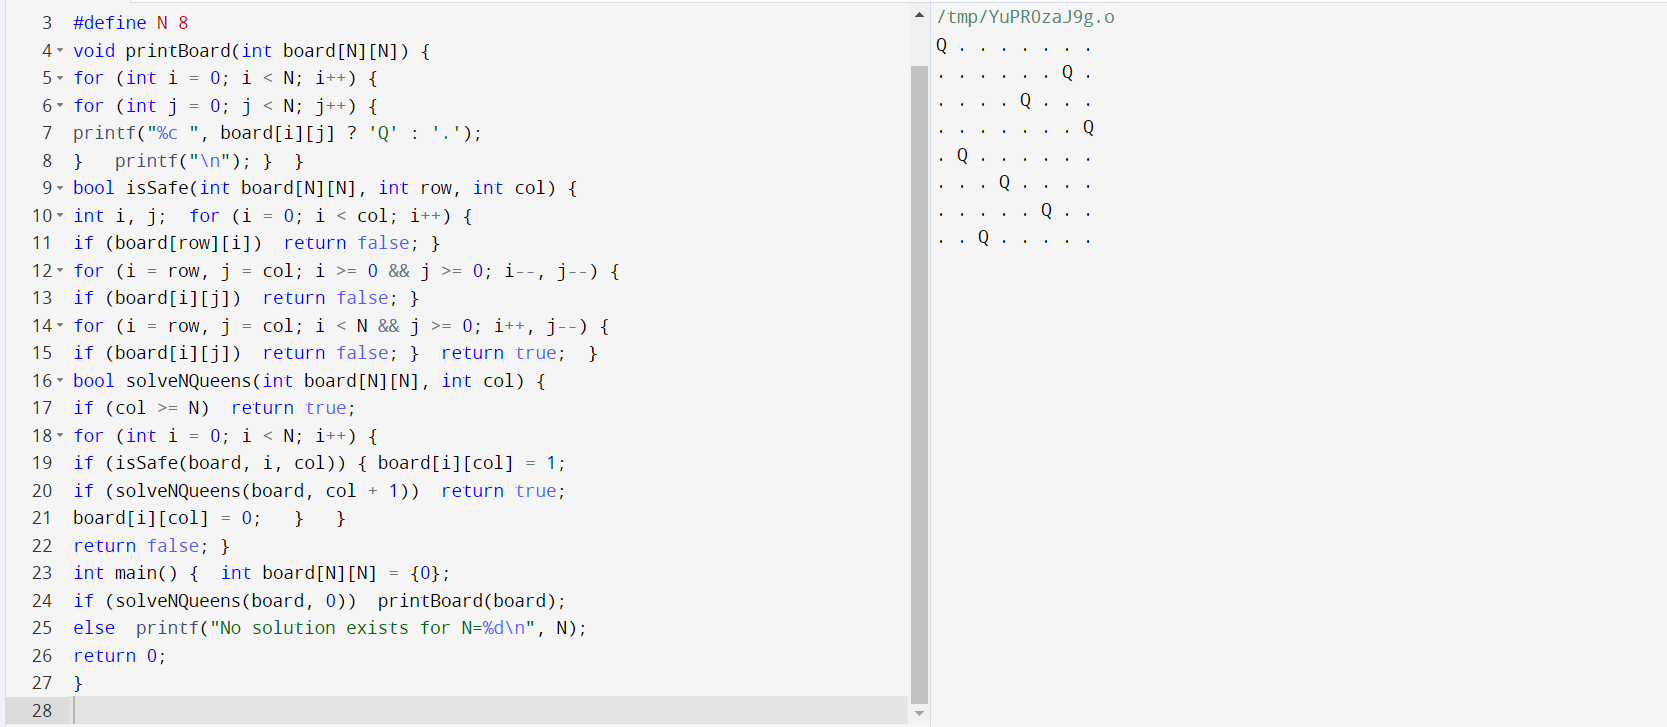 3 #define N 8
4 void printBoard(int board[N][N]) {
5 for (int i = 0; i < N; i++) {
6 for (int j = 0; j < N; j++) {
7 printf("%c ", board[i][j] ? 'Q' : '.');
8 } printf("\n"); } }
9 bool isSafe(int board[N][N], int row, int col) {
10 int i, j; for (i = 0; i < col; i++) {
11 if (board[row][i]) return false; }
12 for (i = row, j = col; i >= 0 && j >= 0; i--, j--) {
13 if (board[i][j]) return false; }
14 for (i = row, j = col; i < N && j >= 0; i++, j--) {
15 if (board[i][j]) return false; } return true; }
16 bool solveNQueens(int board[N][N], int col) {
17 if (col >= N) return true;
18 for (int i = 0; i < N; i++) {
19 if (isSafe(board, i, col)) { board[i][col] = 1;
20 if (solveNQueens(board, col + 1)) return true;
21 board[i][col] = 0; } }
22 return false; }
23 int main() { int board[N][N] = {0};
24 if (solveNQueens(board, 0)) printBoard(board);
25 else printf("No solution exists for N=%d\n", N);
26 return 0;
27 }
28
/tmp/YuPROzaJ9g.o
Q . . . . . . .
. . . . . . Q .
. . . . Q . . .
. . . . . . . Q
. Q . . . . . .
. . . Q . . . .
. . . . . Q . .
. . Q . . . . .